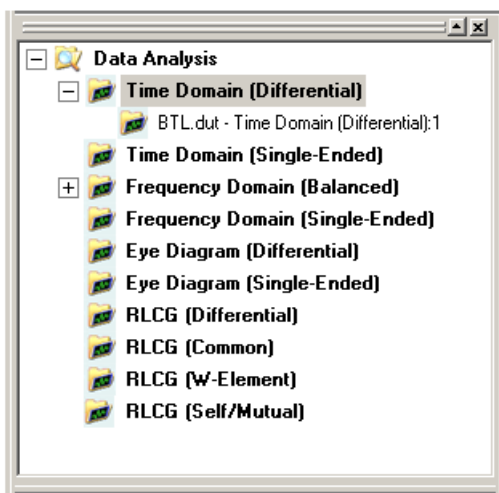 Data Analysis
Time Domain (Differential)
BTL.dut - Time Domain (Differential):1
Time Domain (Single-Ended)
Frequency Domain (Balanced)
Frequency Domain (Single-Ended)
Eye Diagram (Differential)
Eye Diagram (Single-Ended)
RLCG (Differential)
RLCG (Common)
RLCG (W-Element)
RLCG (Self/Mutual)